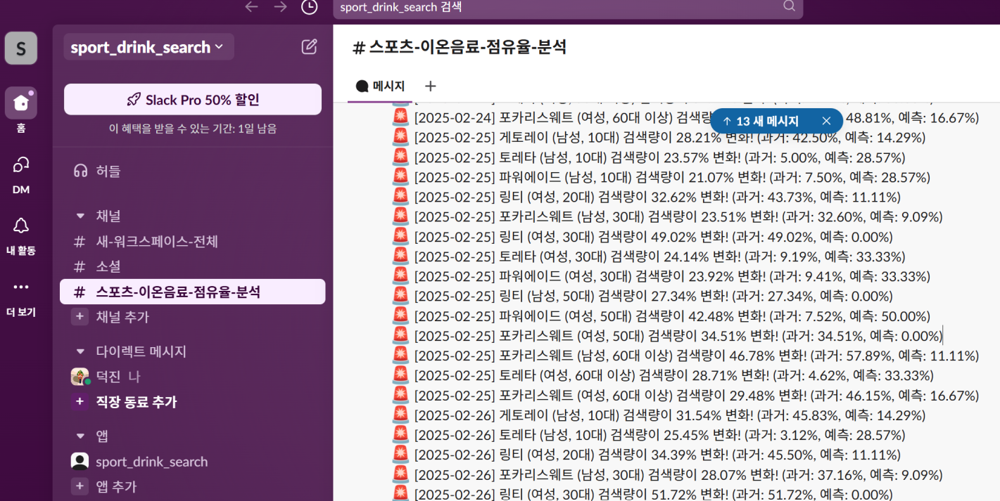 sport_drink_search 검색
S
홈
DM
내 활동
더 보기
sport_drink_search
Slack Pro 50% 할인
이 혜택을 받을 수 있는 기간: 1일 남음
허들
채널
# 새-워크스페이스-전체
# 소셜
# 스포츠-이온음료-점유율-분석
+ 채널 추가
다이렉트 메시지
덕진 나
+ 직장 동료 추가
앱
sport_drink_search
+ 앱 추가
# 스포츠-이온음료-점유율-분석
메시지 +
↑ 13 새 메시지 ×
[2025-02-24] 포카리스웨트 (여성, 60대 이상) 검색량 48.81%, 예측: 16.67%)
[2025-02-25] 게토레이 (남성, 10대) 검색량이 28.21% 변화! (과거: 42.50%, 예측: 14.29%)
[2025-02-25] 토레타 (남성, 10대) 검색량이 23.57% 변화! (과거: 5.00%, 예측: 28.57%)
[2025-02-25] 파워에이드 (남성, 10대) 검색량이 21.07% 변화! (과거: 7.50%, 예측: 28.57%)
[2025-02-25] 링티 (여성, 20대) 검색량이 32.62% 변화! (과거: 43.73%, 예측: 11.11%)
[2025-02-25] 포카리스웨트 (남성, 30대) 검색량이 23.51% 변화! (과거: 32.60%, 예측: 9.09%)
[2025-02-25] 링티 (여성, 30대) 검색량이 49.02% 변화! (과거: 49.02%, 예측: 0.00%)
[2025-02-25] 토레타 (여성, 30대) 검색량이 24.14% 변화! (과거: 9.19%, 예측: 33.33%)
[2025-02-25] 파워에이드 (여성, 30대) 검색량이 23.92% 변화! (과거: 9.41%, 예측: 33.33%)
[2025-02-25] 링티 (남성, 50대) 검색량이 27.34% 변화! (과거: 27.34%, 예측: 0.00%)
[2025-02-25] 파워에이드 (여성, 50대) 검색량이 42.48% 변화! (과거: 7.52%, 예측: 50.00%)
[2025-02-25] 포카리스웨트 (여성, 50대) 검색량이 34.51% 변화! (과거: 34.51%, 예측: 0.00%)
[2025-02-25] 포카리스웨트 (남성, 60대 이상) 검색량이 46.78% 변화! (과거: 57.89%, 예측: 11.11%)
[2025-02-25] 토레타 (여성, 60대 이상) 검색량이 28.71% 변화! (과거: 4.62%, 예측: 33.33%)
[2025-02-25] 포카리스웨트 (여성, 60대 이상) 검색량이 29.48% 변화! (과거: 46.15%, 예측: 16.67%)
[2025-02-26] 게토레이 (남성, 10대) 검색량이 31.54% 변화! (과거: 45.83%, 예측: 14.29%)
[2025-02-26] 토레타 (남성, 10대) 검색량이 25.45% 변화! (과거: 3.12%, 예측: 28.57%)
[2025-02-26] 링티 (여성, 20대) 검색량이 34.39% 변화! (과거: 45.50%, 예측: 11.11%)
[2025-02-26] 포카리스웨트 (남성, 30대) 검색량이 28.07% 변화! (과거: 37.16%, 예측: 9.09%)
[2025-02-26] 링티 (여성, 30대) 검색량이 51.72% 변화! (과거: 51.72%, 예측: 0.00%)